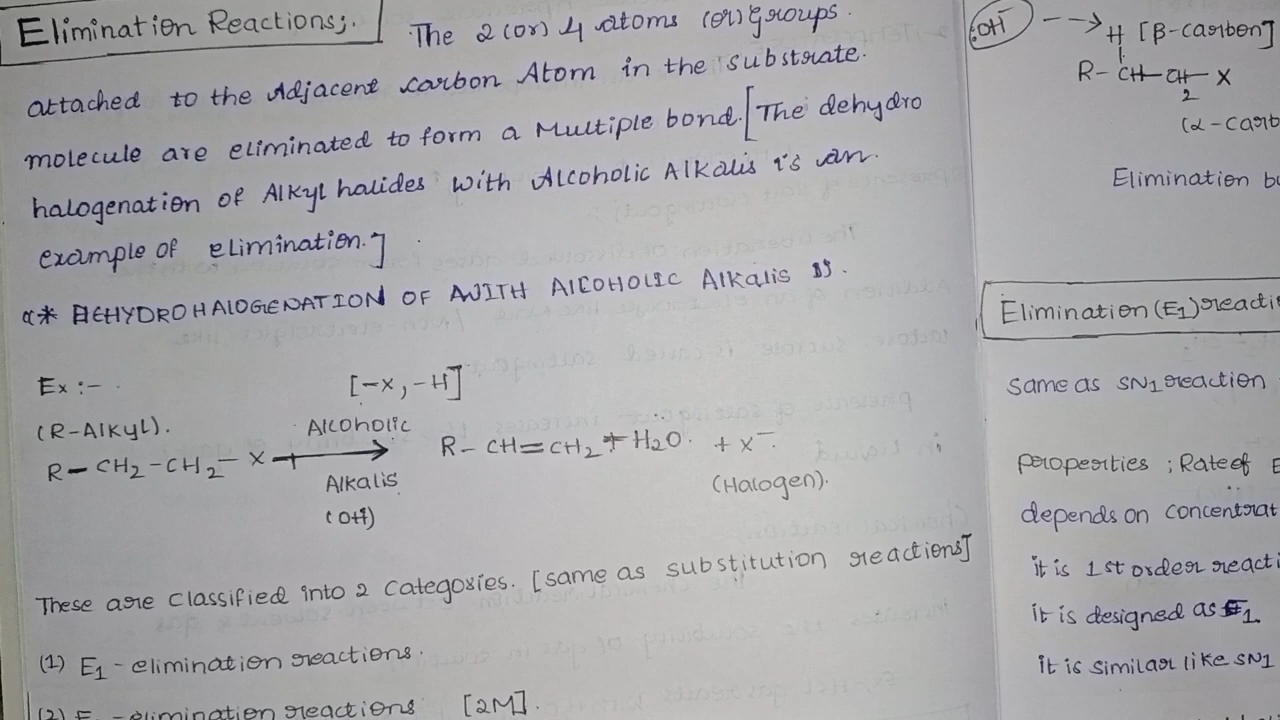 Elimination Reactions;. The 2 (or) 4 atoms (or) groups.
attached to the Adjacent carbon Atom in the substrate.
molecule are eliminated to form a Multiple bond. [The dehydro
halogenation of Alkyl halides with Alcoholic Alkalis is an.
example of elimination.]
DEHYDROHALOGENATION OF WITH AlCOHOLIC Alkalis
Ex :-
[-x, -H]
(R-Alkyl).
Alcoholic
R-CH2-CH2-X → R-CH=CH2 + H2O. + x⁻.
Alkalis
(Halogen).
(OH)
These are classified into 2 categories. [same as substitution reactions]
(1) E1 - elimination reactions.
(2) - elimination reactions [2M].
:OH⁻ --→ H [β-carbon]
R-CH-CH2-X
(α-carb
Elimination
Elimination (E1) reacti
same as SN1 reaction
properties ; Rate of E
depends on concentrat
it is 1st order reacti
it is designed as E1.
it is similar like SN1